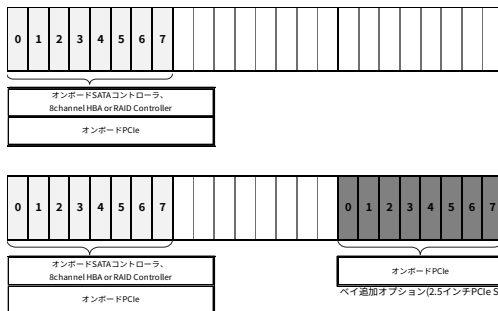 0 1 2 3 4 5 6 7
オンボードSATAコントローラ、
8channel HBA or RAID Controller
オンボードPCIe
0 1 2 3 4 5 6 7 0 1 2 3 4 5 6 7
オンボードSATAコントローラ、
8channel HBA or RAID Controller
オンボードPCIe
オンボードPCIe
ベイ追加オプション(2.5インチPCIe S